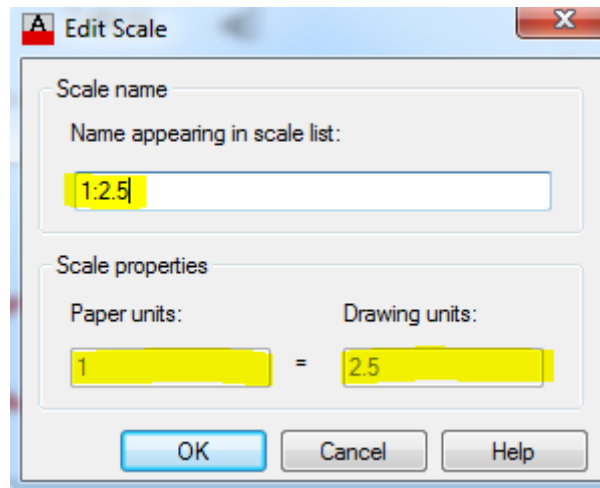 A Edit Scale
Scale name
Name appearing in scale list:
1:2.5
Scale properties
Paper units: Drawing units:
1 = 2.5
OK Cancel Help